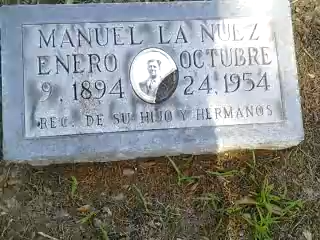 MANUEL LA NUEZ
ENERO OCTUBRE
9, 1894 24, 1954
REC. DE SU HIJO Y HERMANOS